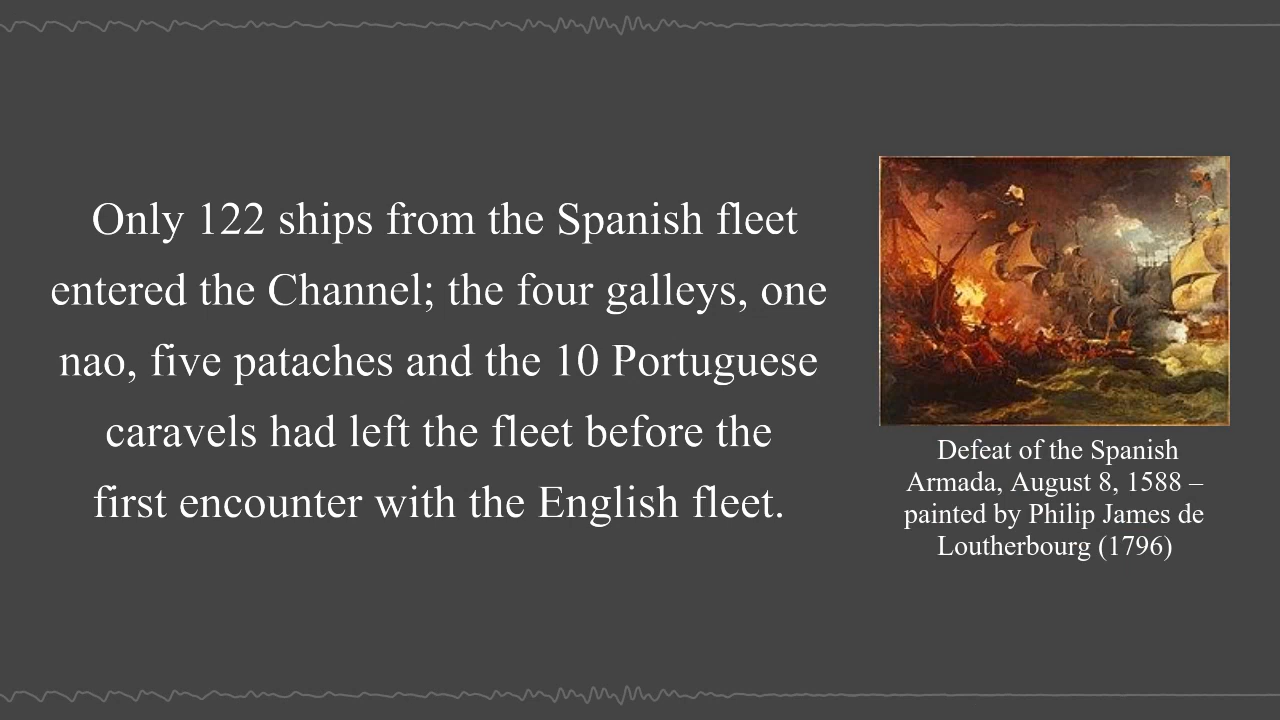 Only 122 ships from the Spanish fleet
entered the Channel; the four galleys, one
nao, five pataches and the 10 Portuguese
caravels had left the fleet before the
first encounter with the English fleet.
Defeat of the Spanish
Armada, August 8, 1588 –
painted by Philip James de
Loutherbourg (1796)